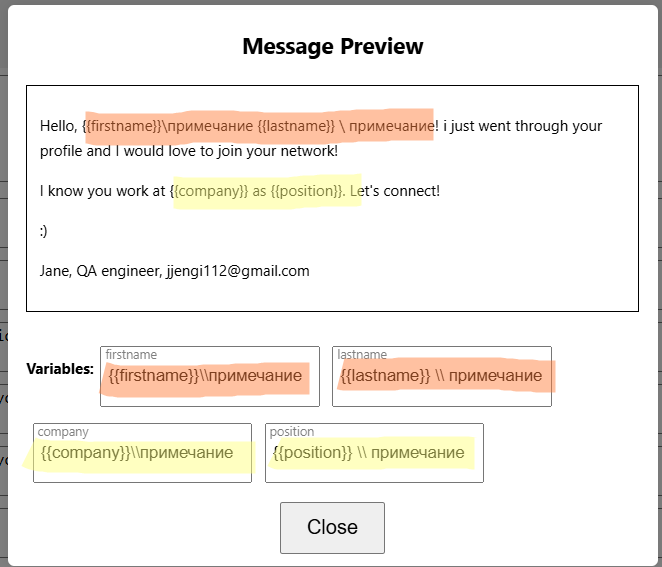 Message Preview
Hello, {{firstname}}\примечание {{lastname}} \ примечание! i just went through your
profile and I would love to join your network!
I know you work at {{company}} as {{position}}. Let's connect!
:)
Jane, QA engineer, jjengi112@gmail.com
Variables:
firstname
{{firstname}}\\примечание
lastname
{{lastname}} \\ примечание
company
{{company}}\\примечание
position
{{position}} \\ примечание
Close